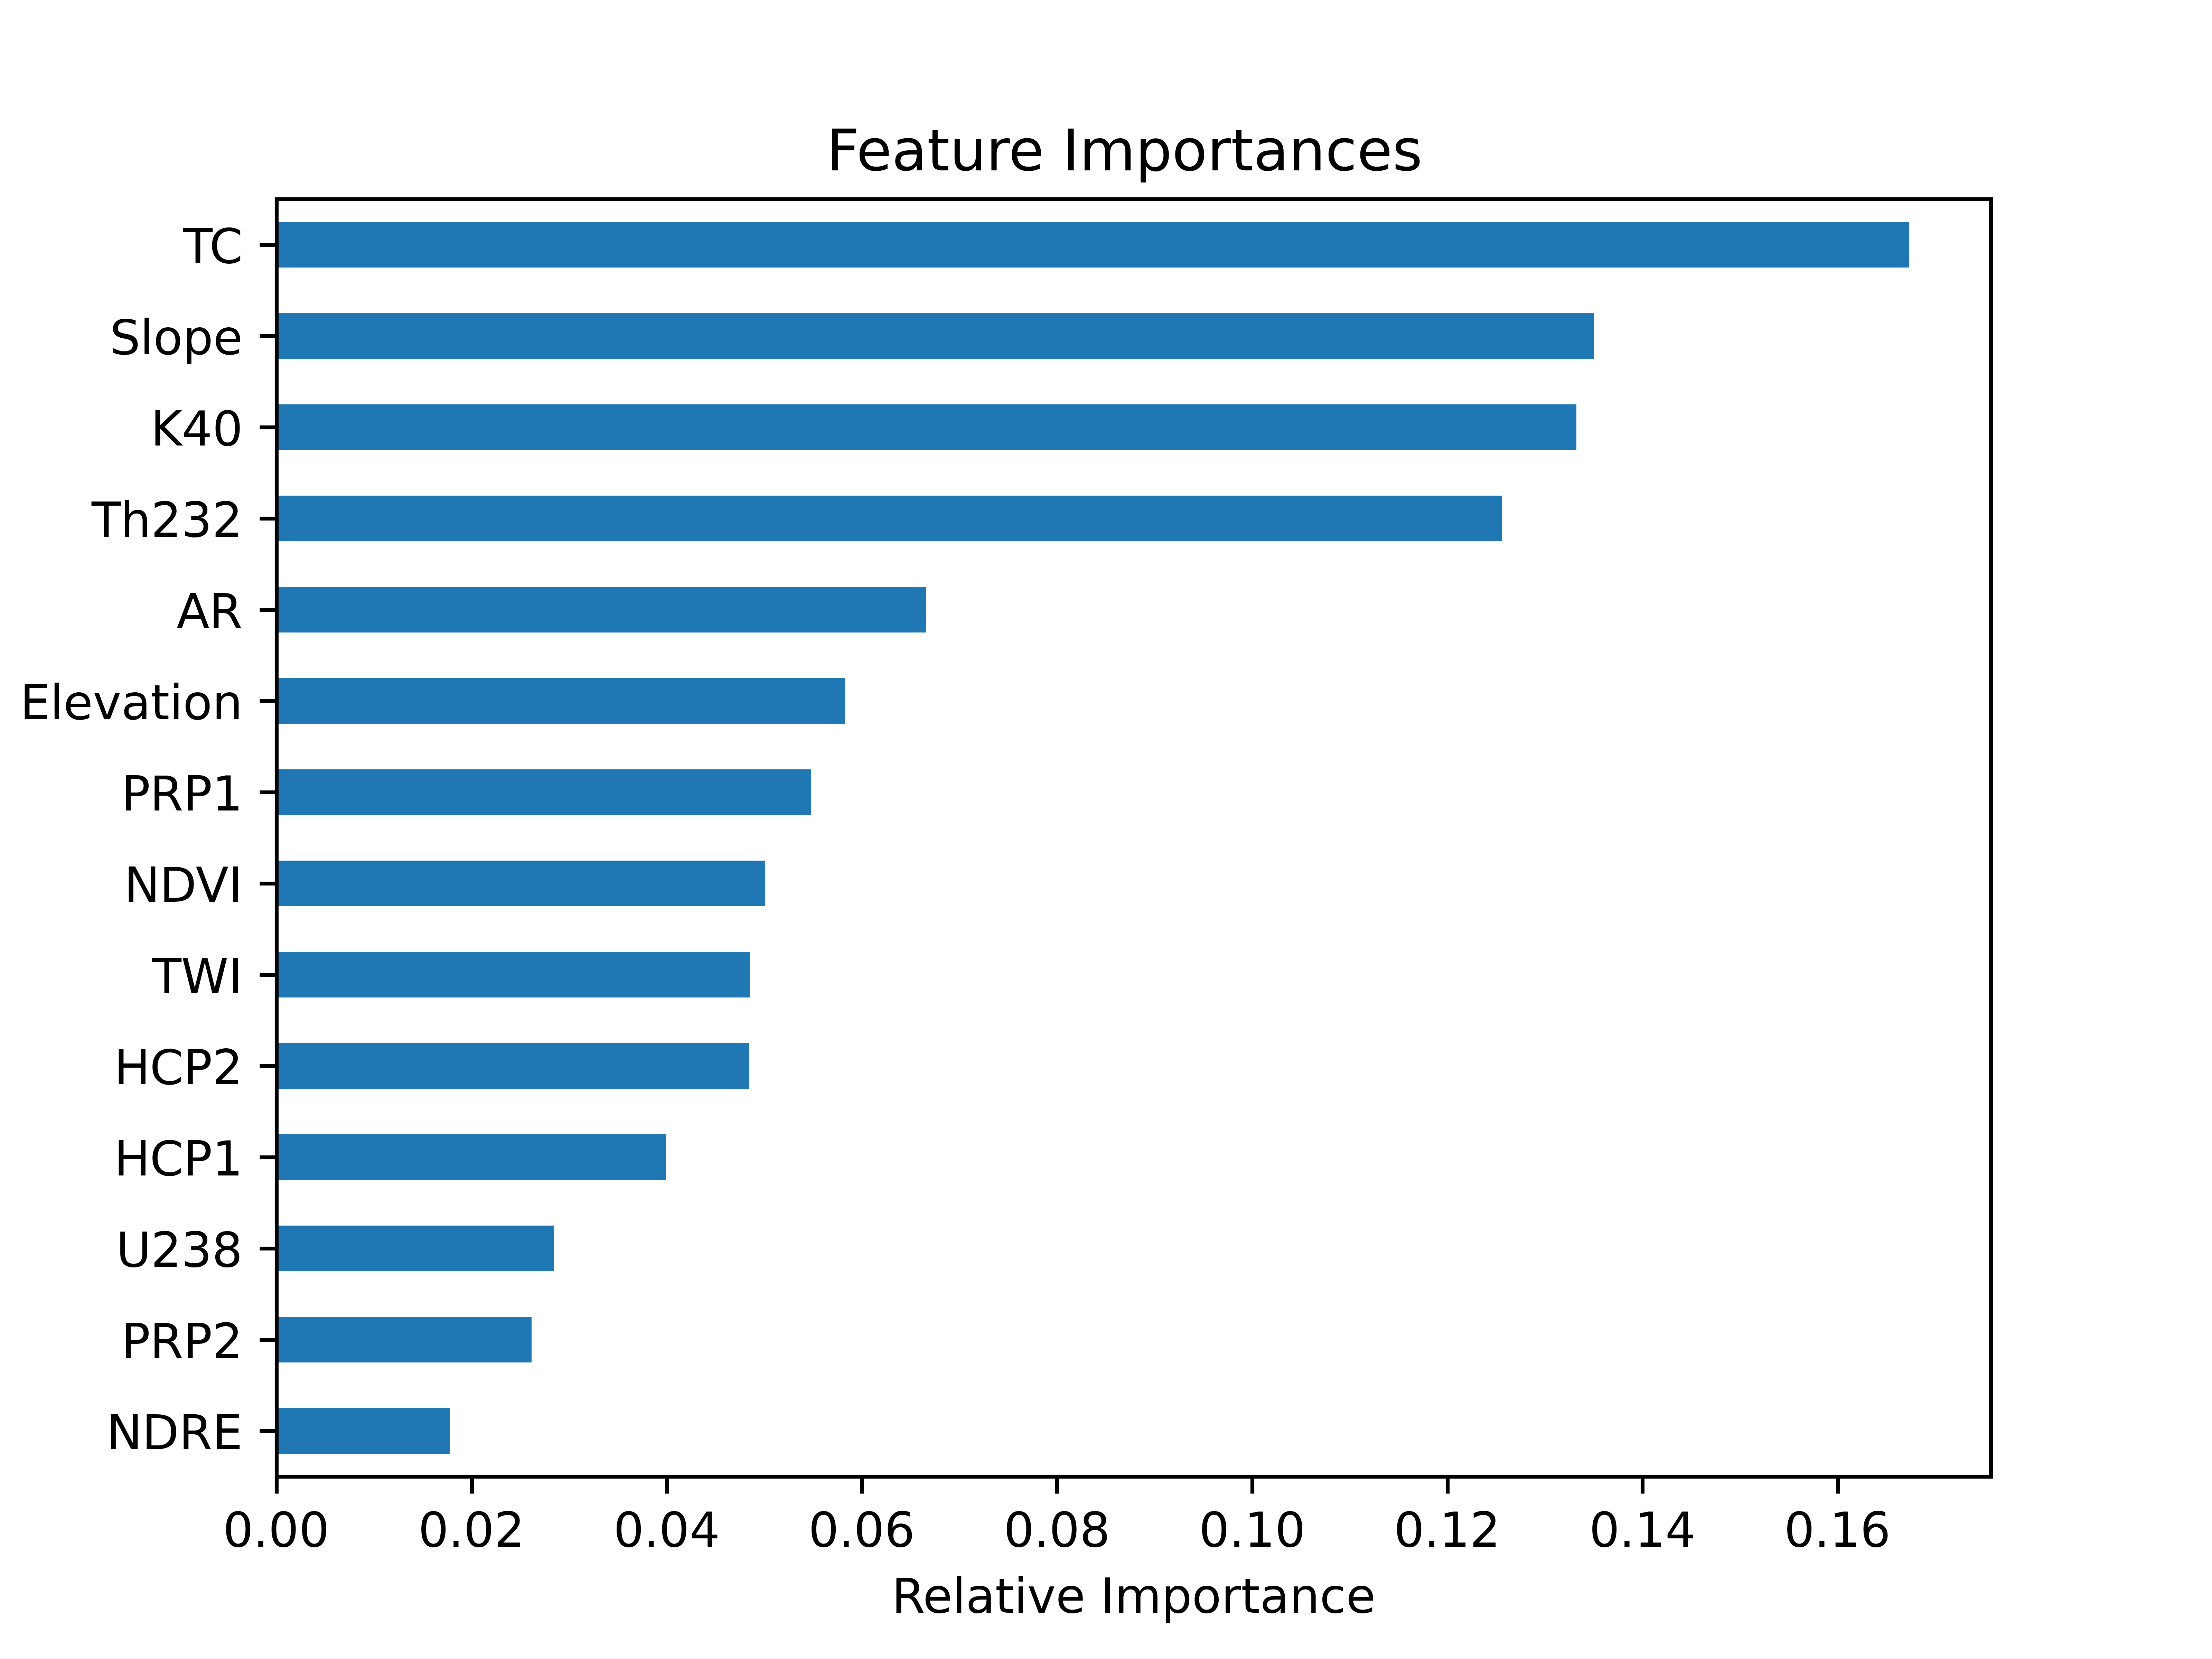 Feature Importances
TC
Slope
K40
Th232
AR
Elevation
PRP1
NDVI
TWI
HCP2
HCP1
U238
PRP2
NDRE
0.00 0.02 0.04 0.06 0.08 0.10 0.12 0.14 0.16
Relative Importance